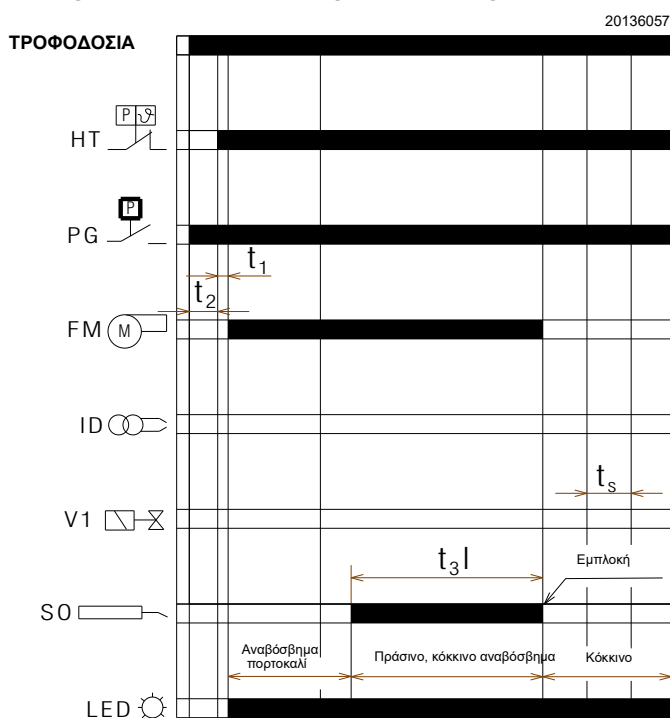 20136057
ΤΡΟΦΟΔΟΣΙΑ
P ϑ
HT
P
PG
t1
t2
FM M
ID
ts
V1
t3l
Εμπλοκή
SO
Αναβόσβημα
πορτοκαλί
Πράσινο, κόκκινο αναβόσβημα
Κόκκινο
LED